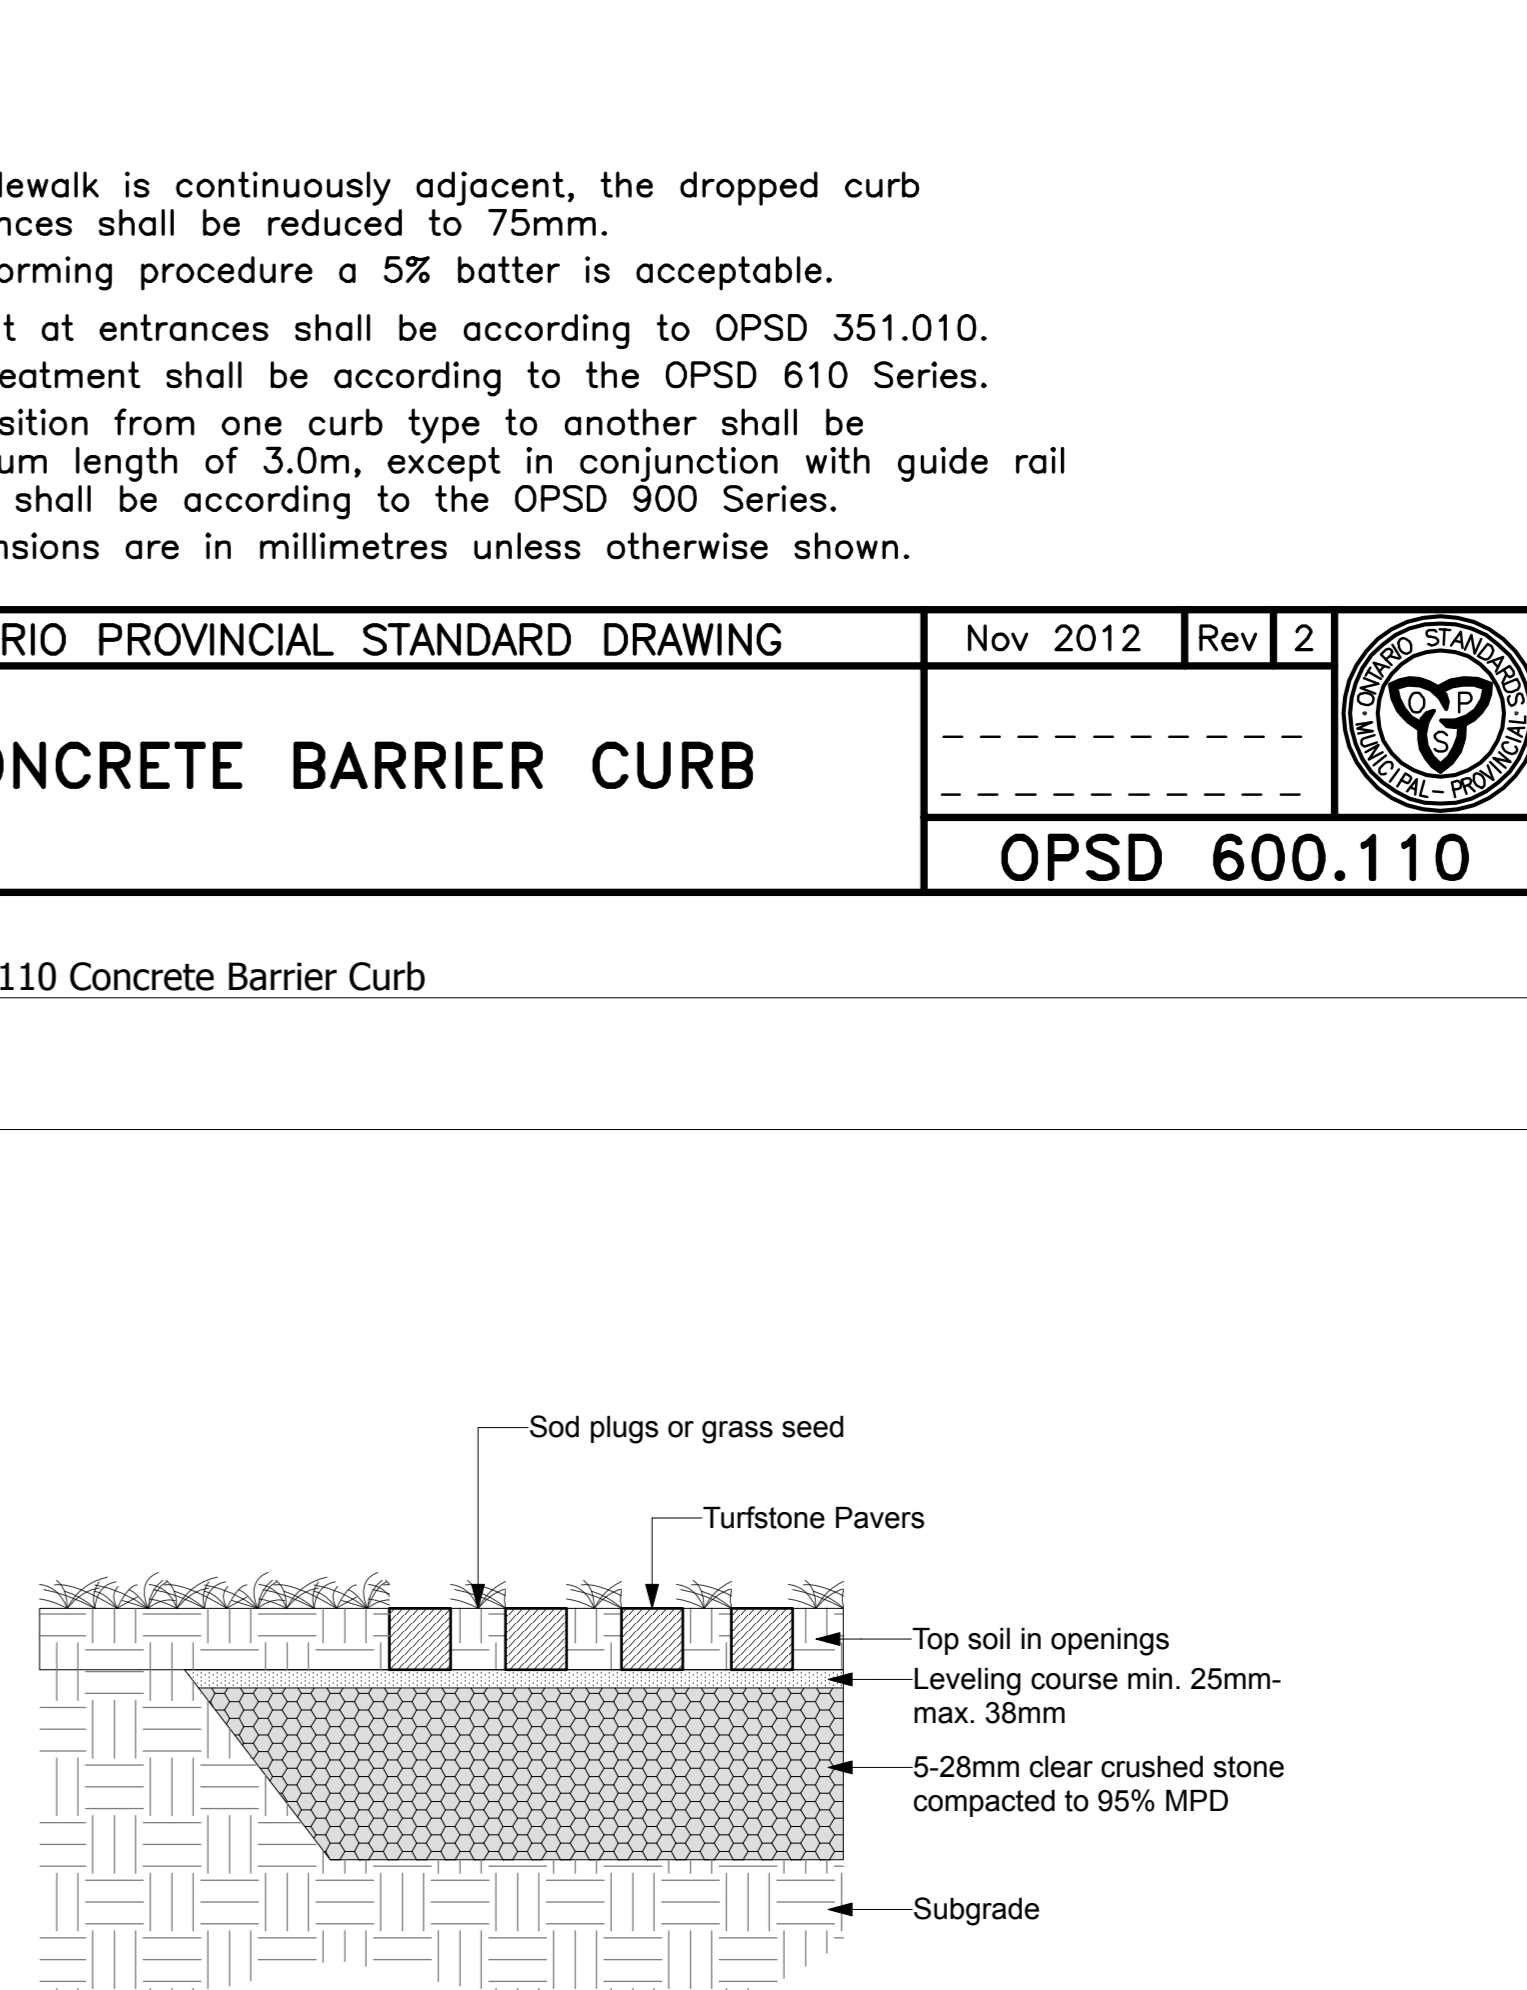 lewalk is continuously adjacent, the dropped curb
nces shall be reduced to 75mm.
orming procedure a 5% batter is acceptable.
t at entrances shall be according to OPSD 351.010.
eatment shall be according to the OPSD 610 Series.
sition from one curb type to another shall be
um length of 3.0m, except in conjunction with guide rail
shall be according to the OPSD 900 Series.
nsions are in millimetres unless otherwise shown.
RIO PROVINCIAL STANDARD DRAWING
Nov 2012
Rev
2
ONTARIO STANDARDS
MUNICIPAL - PROVINCIAL
O P
S
ONCRETE BARRIER CURB
OPSD 600.110
110 Concrete Barrier Curb
Sod plugs or grass seed
Turfstone Pavers
Top soil in openings
Leveling course min. 25mm-
max. 38mm
5-28mm clear crushed stone
compacted to 95% MPD
Subgrade